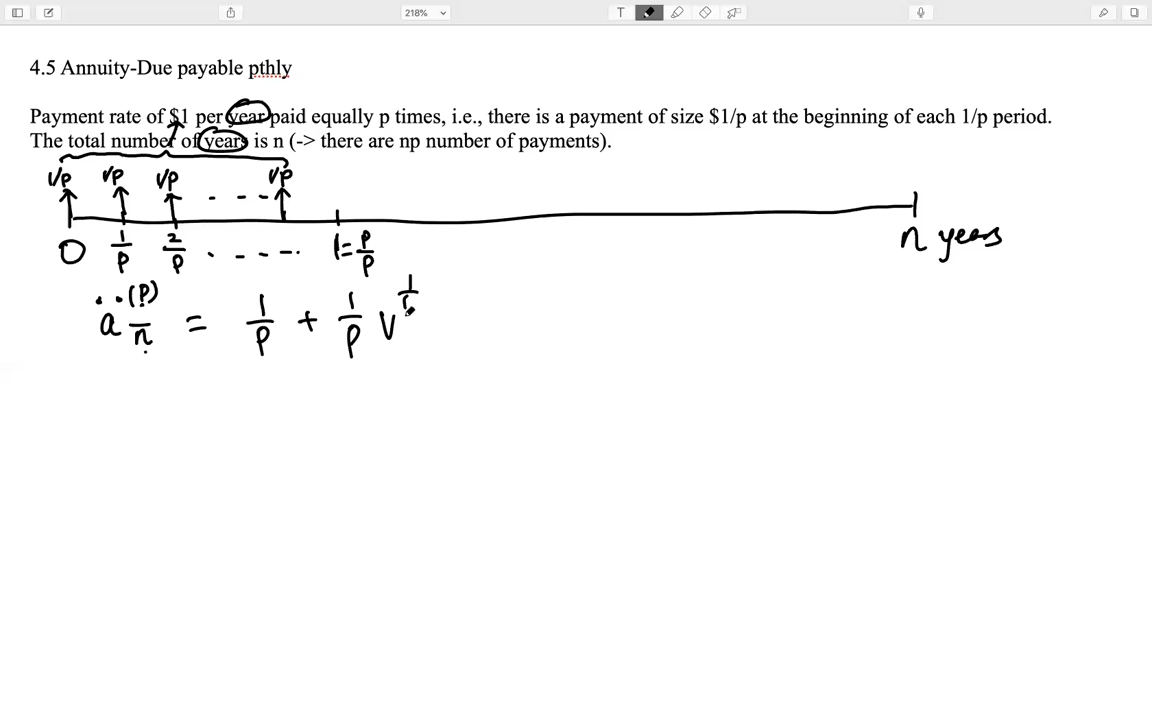 218%
T
4.5 Annuity-Due payable pthly
Payment rate of $1 per year paid equally p times, i.e., there is a payment of size $1/p at the beginning of each 1/p period.
The total number of years is n (-> there are np number of payments).
1/p 1/p 1/p - --- 1/p
0 1/p 2/p . ---. 1=p/p n years
ä_n̅^(p) = 1/p + 1/p v^1/